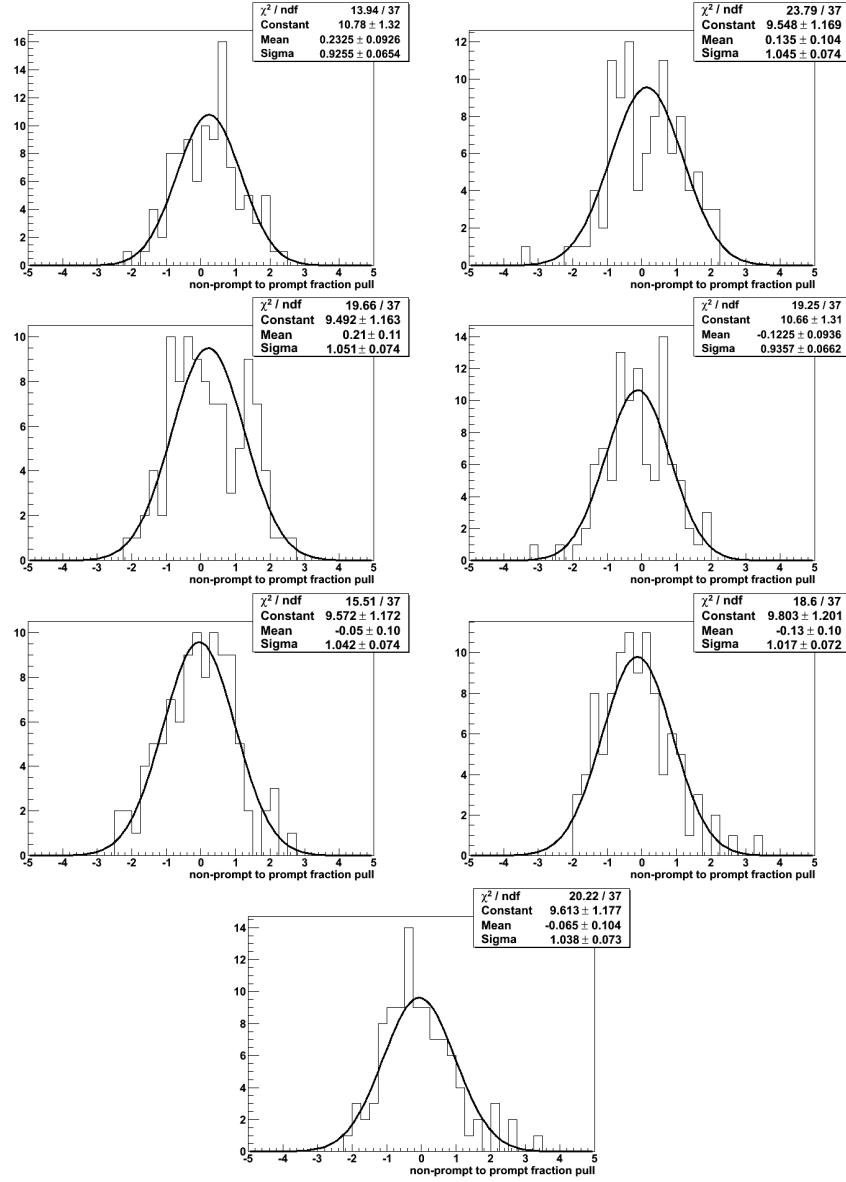 χ² / ndf 13.94 / 37
Constant 10.78 ± 1.32
Mean 0.2325 ± 0.0926
Sigma 0.9255 ± 0.0654
16
14
12
10
8
6
4
2
0
-5 -4 -3 -2 -1 0 1 2 3 4 5
non-prompt to prompt fraction pull
χ² / ndf 23.79 / 37
Constant 9.548 ± 1.169
Mean 0.135 ± 0.104
Sigma 1.045 ± 0.074
12
10
8
6
4
2
0
-5 -4 -3 -2 -1 0 1 2 3 4 5
non-prompt to prompt fraction pull
χ² / ndf 19.66 / 37
Constant 9.492 ± 1.163
Mean 0.21 ± 0.11
Sigma 1.051 ± 0.074
10
8
6
4
2
0
-5 -4 -3 -2 -1 0 1 2 3 4 5
non-prompt to prompt fraction pull
χ² / ndf 19.25 / 37
Constant 10.66 ± 1.31
Mean -0.1225 ± 0.0936
Sigma 0.9357 ± 0.0662
14
12
10
8
6
4
2
0
-5 -4 -3 -2 -1 0 1 2 3 4 5
non-prompt to prompt fraction pull
χ² / ndf 15.51 / 37
Constant 9.572 ± 1.172
Mean -0.05 ± 0.10
Sigma 1.042 ± 0.074
10
8
6
4
2
0
-5 -4 -3 -2 -1 0 1 2 3 4 5
non-prompt to prompt fraction pull
χ² / ndf 18.6 / 37
Constant 9.803 ± 1.201
Mean -0.13 ± 0.10
Sigma 1.017 ± 0.072
10
8
6
4
2
0
-5 -4 -3 -2 -1 0 1 2 3 4 5
non-prompt to prompt fraction pull
χ² / ndf 20.22 / 37
Constant 9.613 ± 1.177
Mean -0.065 ± 0.104
Sigma 1.038 ± 0.073
14
12
10
8
6
4
2
0
-5 -4 -3 -2 -1 0 1 2 3 4 5
non-prompt to prompt fraction pull